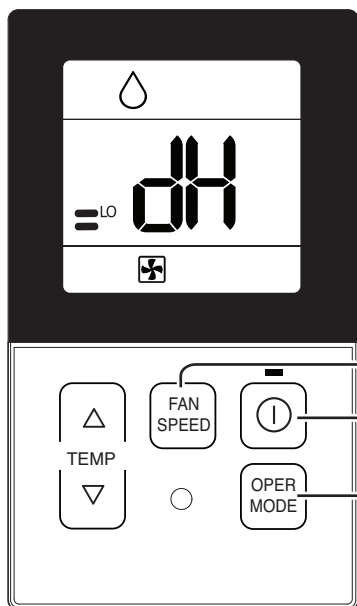 LO dH
FAN
SPEED
TEMP
OPER
MODE